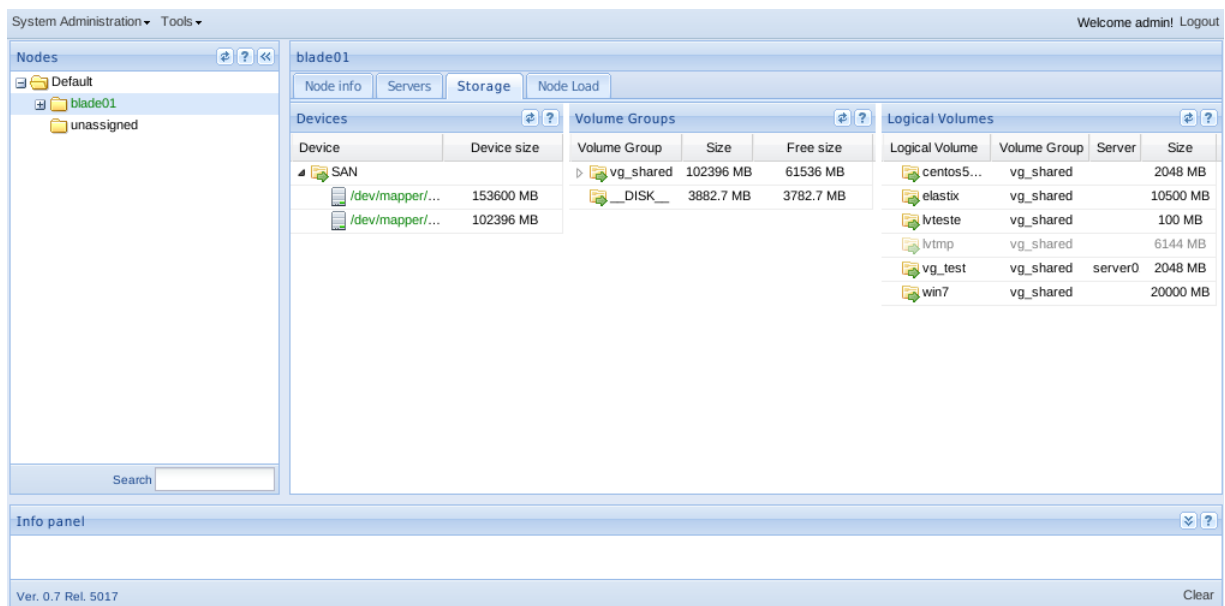 System Administration Tools Welcome admin! Logout
Nodes
Default
blade01
unassigned
Search
blade01
Node info Servers Storage Node Load
Devices
Device Device size
SAN
/dev/mapper/... 153600 MB
/dev/mapper/... 102396 MB
Volume Groups
Volume Group Size Free size
vg_shared 102396 MB 61536 MB
__DISK__ 3882.7 MB 3782.7 MB
Logical Volumes
Logical Volume Volume Group Server Size
centos5... vg_shared 2048 MB
elastix vg_shared 10500 MB
lvteste vg_shared 100 MB
lvtmp vg_shared 6144 MB
vg_test vg_shared server0 2048 MB
win7 vg_shared 20000 MB
Info panel
Ver. 0.7 Rel. 5017 Clear